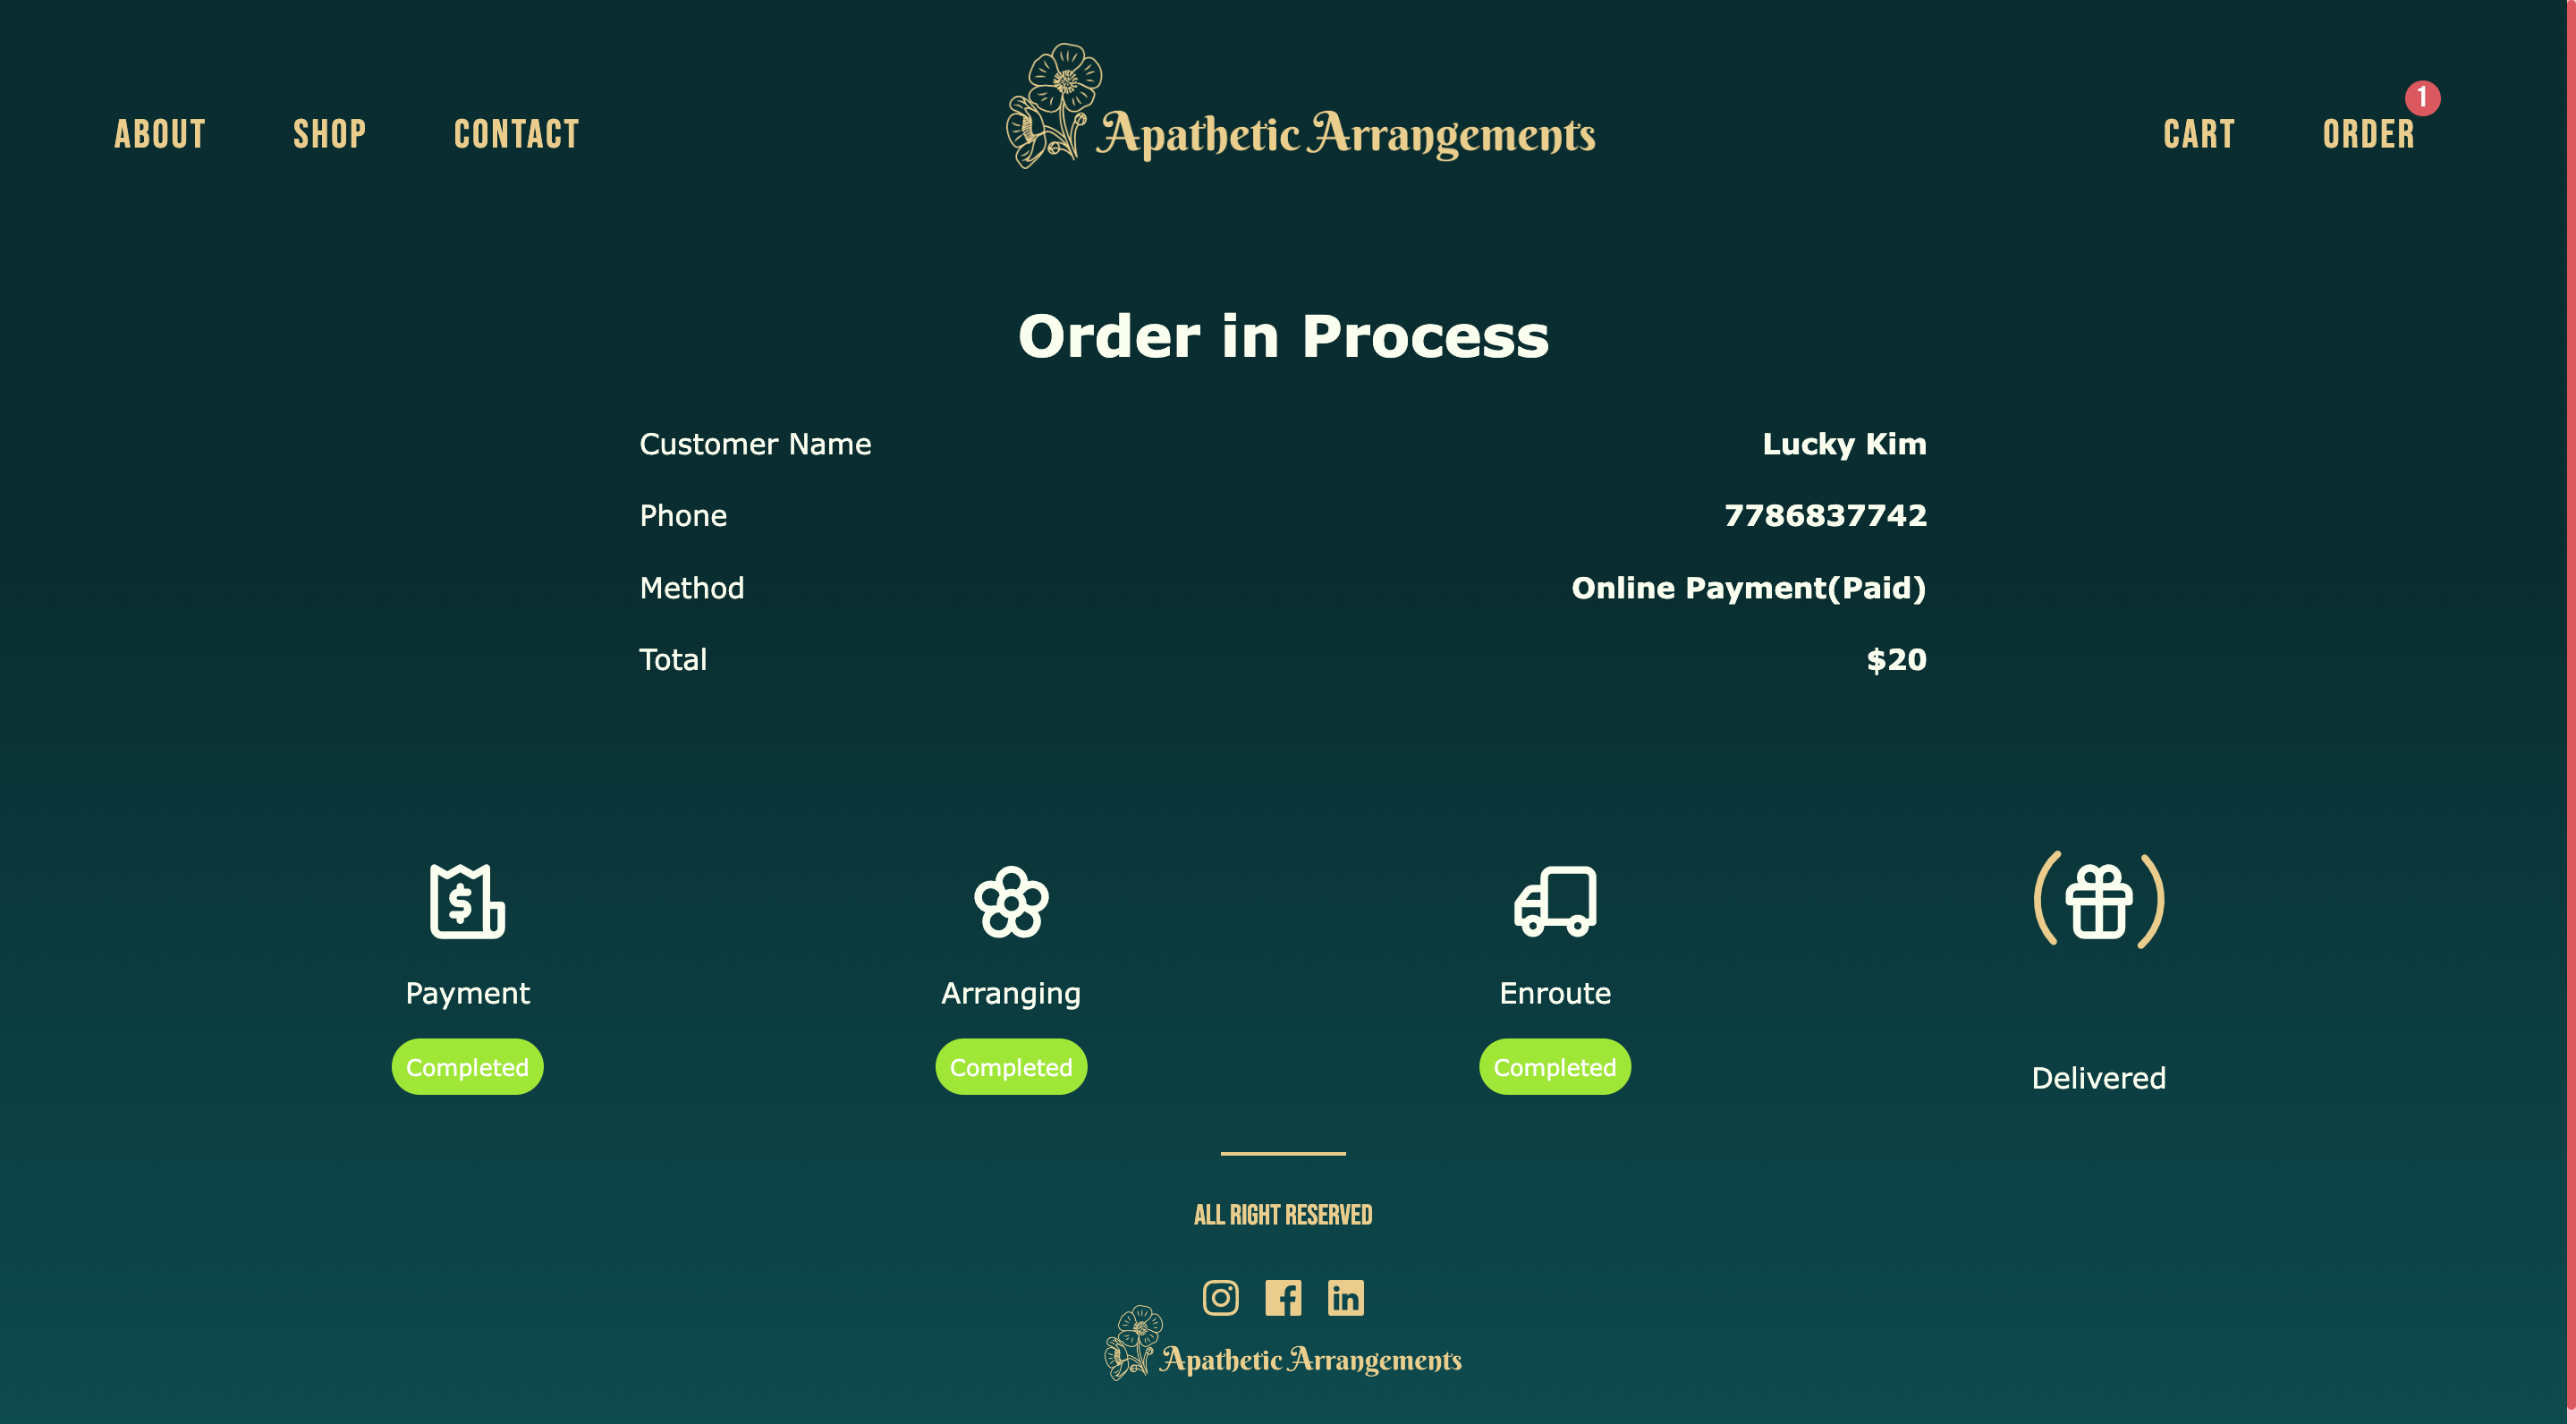 ABOUT SHOP CONTACT Apathetic Arrangements CART ORDER 1
Order in Process
Customer Name Lucky Kim
Phone 7786837742
Method Online Payment(Paid)
Total $20
$
Payment Arranging Enroute
Completed Completed Completed
Delivered
ALL RIGHT RESERVED
Apathetic Arrangements